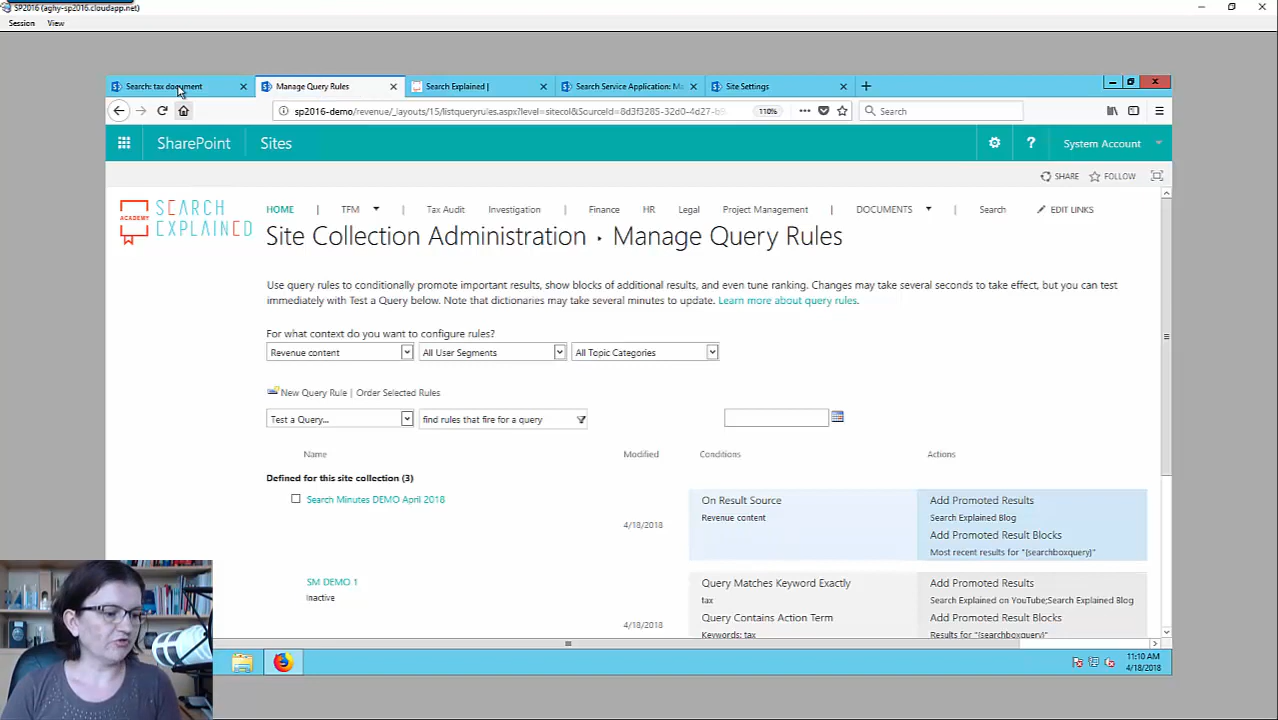 SP2016 (aghy-sp2016.cloudapp.net)
Session View
Search: tax document
Manage Query Rules
Search Explained |
Search Service Application: M
Site Settings
sp2016-demo/revenue/_layouts/15/listqueryrules.aspx?level=sitecol&SourceId=8d3f3285-32d0-4d27-b9
110%
Search
SharePoint Sites
System Account
SHARE FOLLOW
ACADEMY
SEARCH
EXPLAINED
HOME | TFM | Tax Audit Investigation | Finance HR Legal Project Management | DOCUMENTS | Search EDIT LINKS
Site Collection Administration › Manage Query Rules
Use query rules to conditionally promote important results, show blocks of additional results, and even tune ranking. Changes may take several seconds to take effect, but you can test
immediately with Test a Query below. Note that dictionaries may take several minutes to update. Learn more about query rules.
For what context do you want to configure rules?
Revenue content All User Segments All Topic Categories
New Query Rule | Order Selected Rules
Test a Query... find rules that fire for a query
Name Modified Conditions Actions
Defined for this site collection (3)
Search Minutes DEMO April 2018
4/18/2018
On Result Source
Revenue content
Add Promoted Results
Search Explained Blog
Add Promoted Result Blocks
Most recent results for "{searchboxquery}"
SM DEMO 1
Inactive
4/18/2018
Query Matches Keyword Exactly
tax
Query Contains Action Term
Keywords: tax
Add Promoted Results
Search Explained on YouTube;Search Explained Blog
Add Promoted Result Blocks
Results for "{searchboxquery}"
11:10 AM
4/18/2018